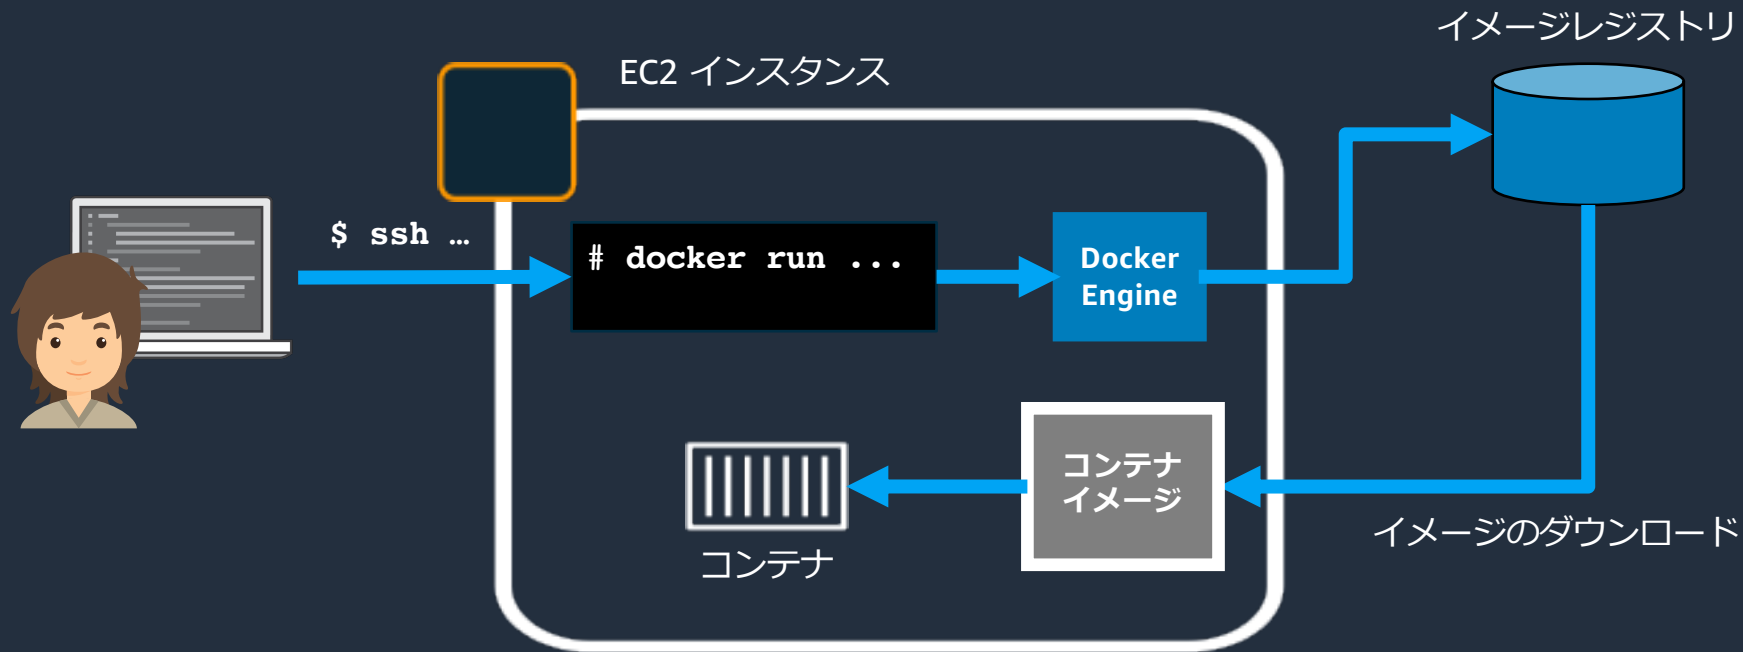 イメージレジストリ
EC2 インスタンス
$ ssh …
# docker run ...
Docker
Engine
コンテナ
イメージ
イメージのダウンロード
コンテナ